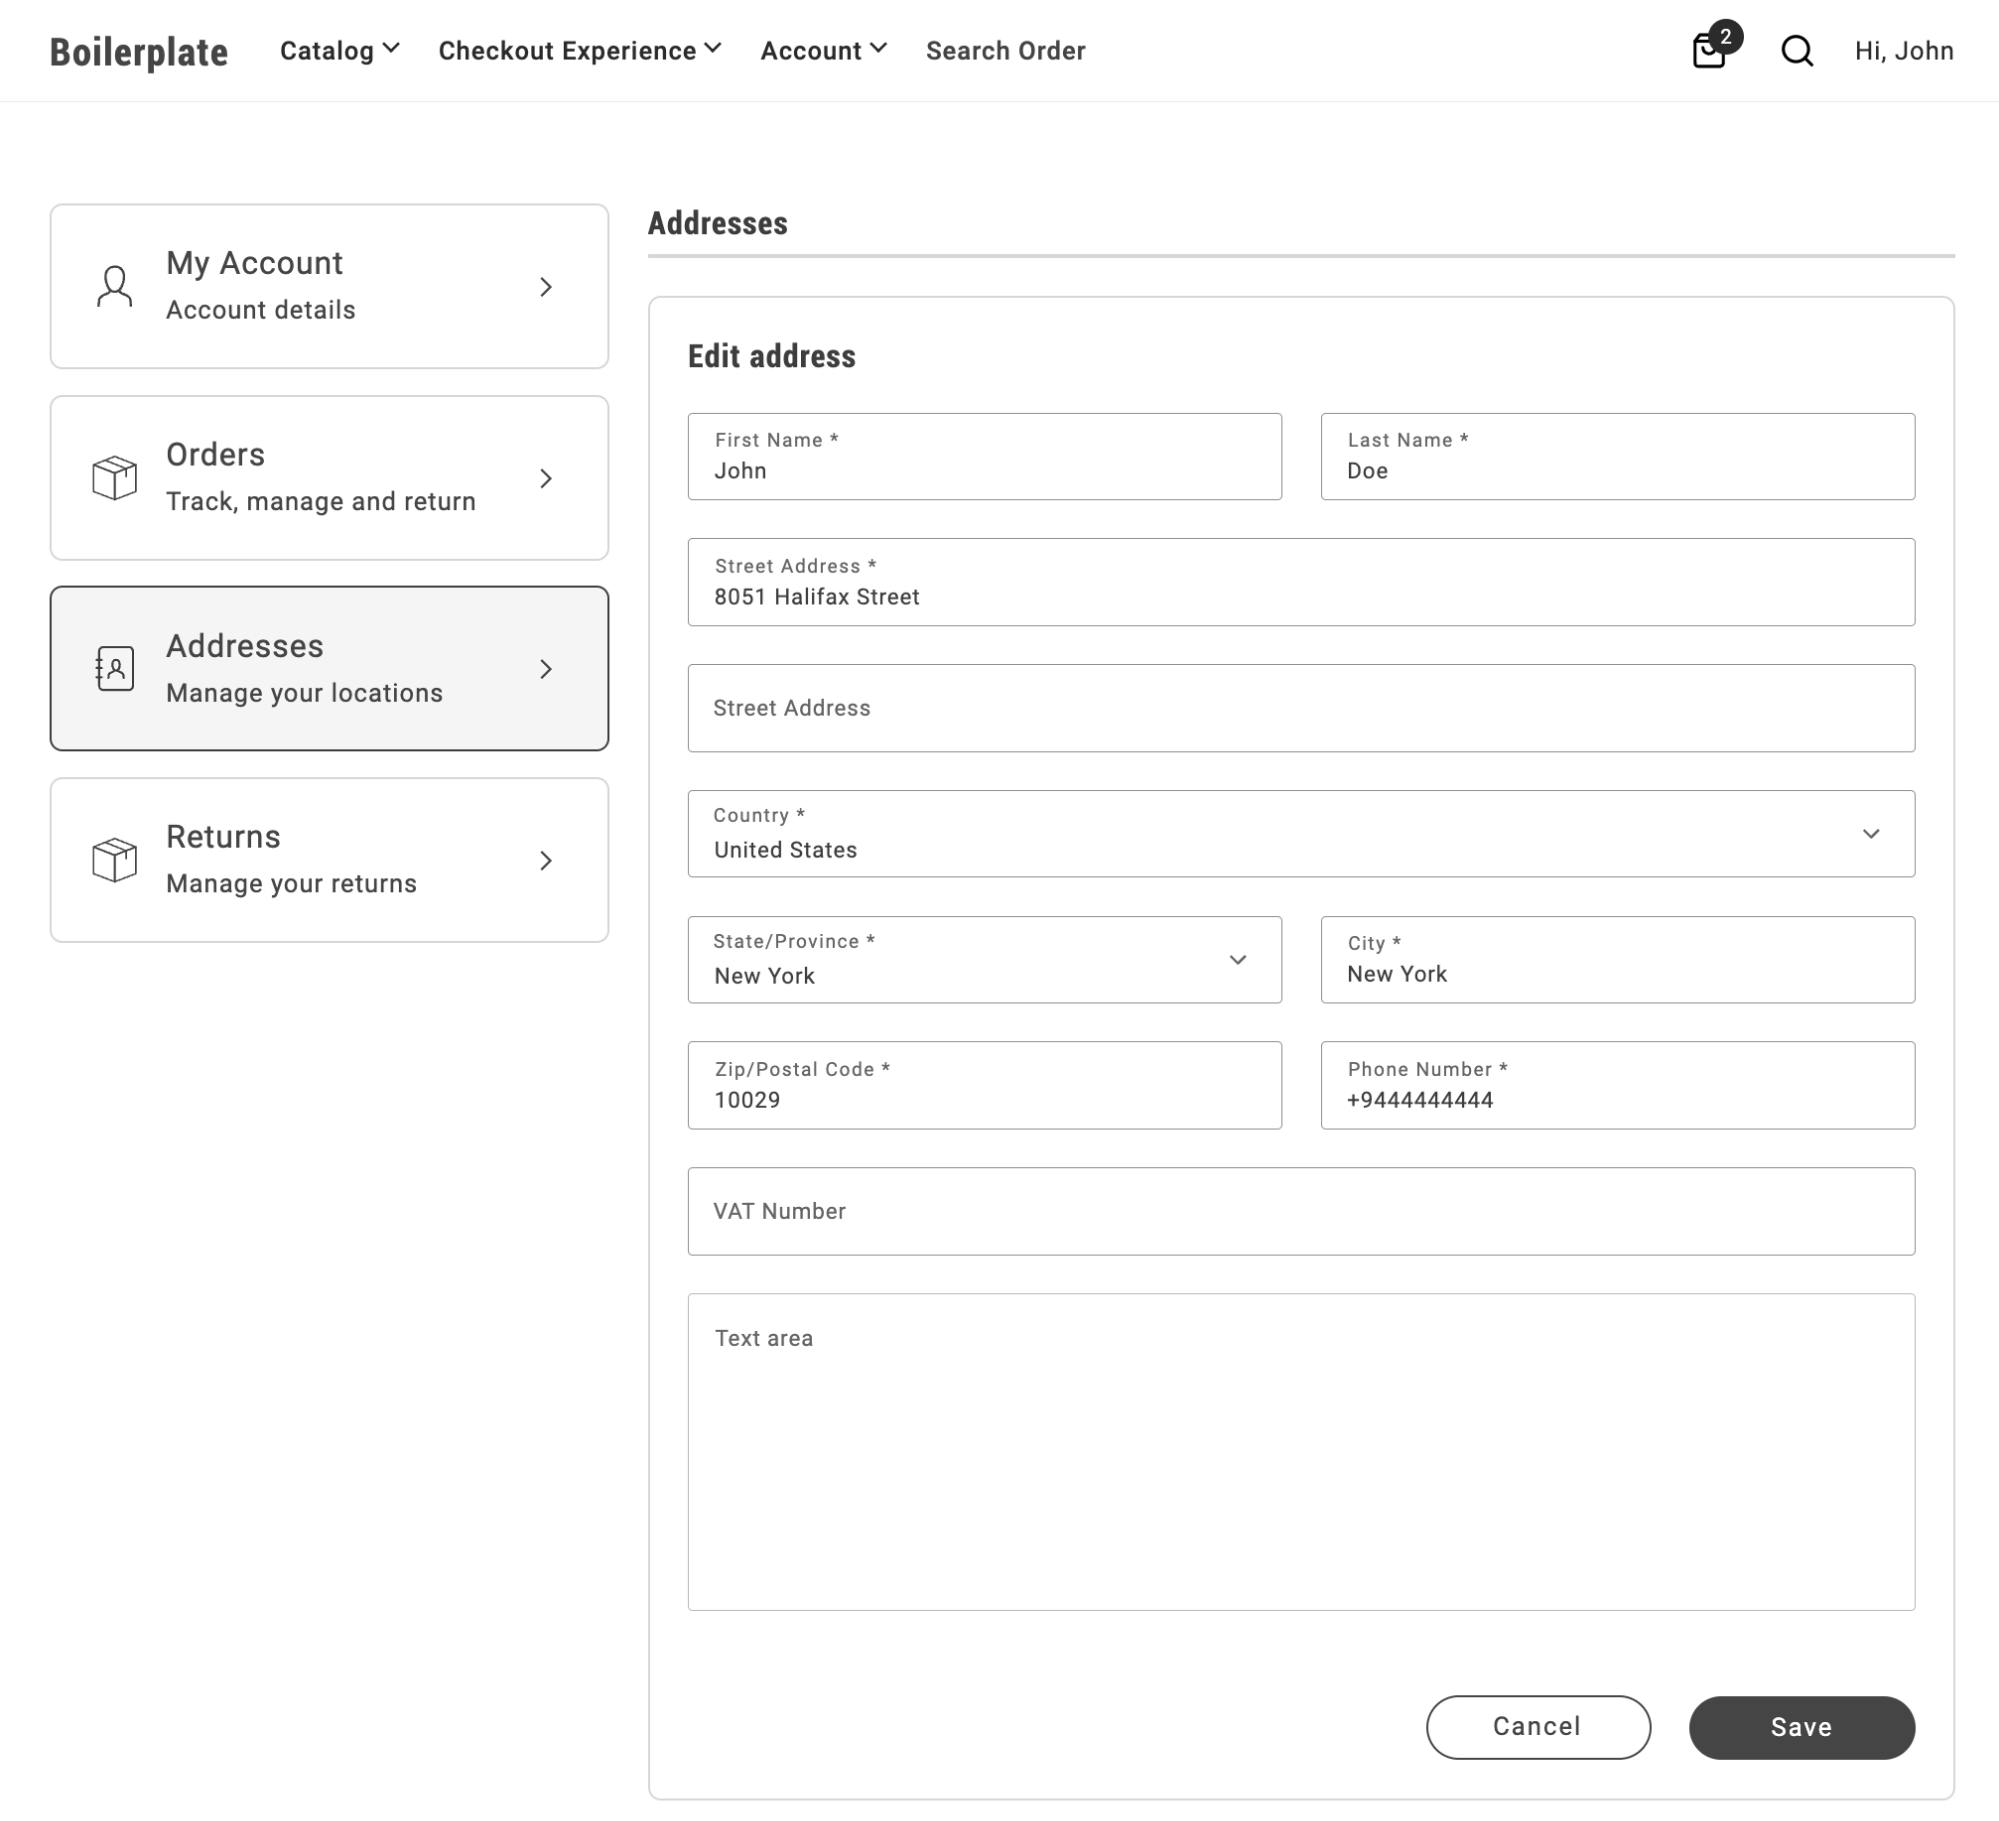 Boilerplate
Catalog
Checkout Experience
Account
Search Order
2
Hi, John
My Account
Account details
Orders
Track, manage and return
Addresses
Manage your locations
Returns
Manage your returns
Addresses
Edit address
First Name *
John
Last Name *
Doe
Street Address *
8051 Halifax Street
Street Address
Country *
United States
State/Province *
New York
City *
New York
Zip/Postal Code *
10029
Phone Number *
+9444444444
VAT Number
Text area
Cancel
Save